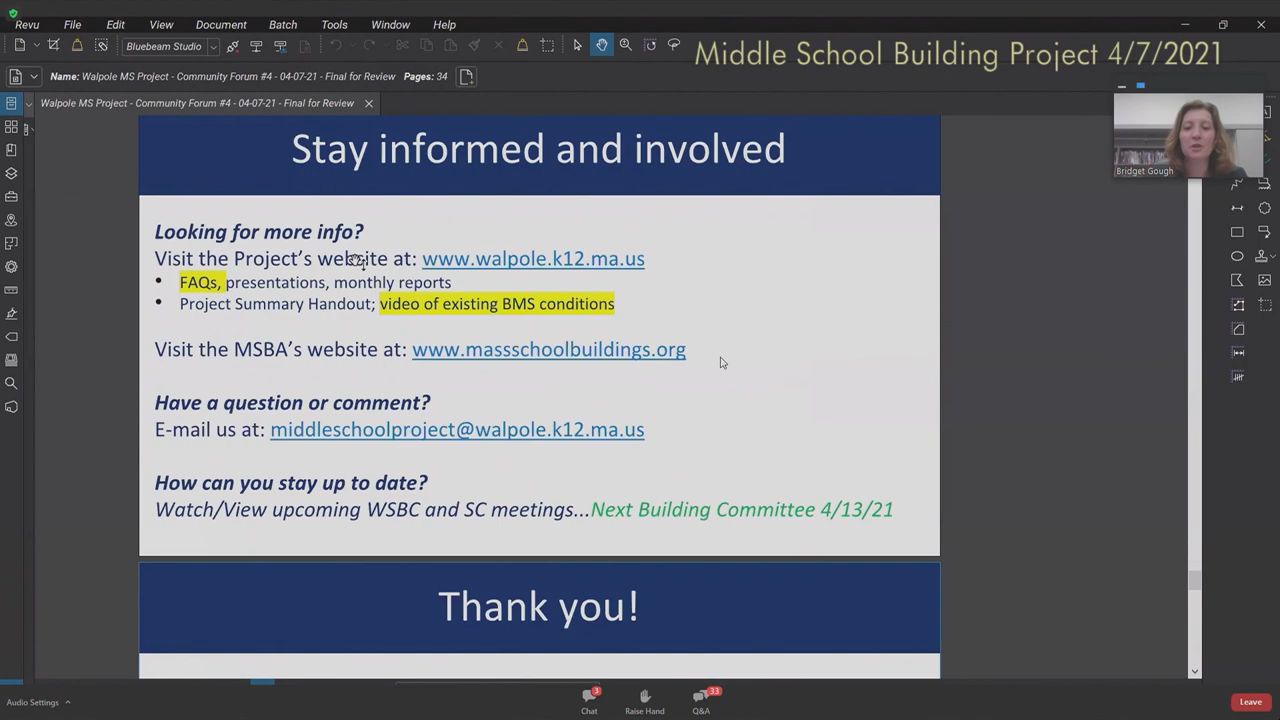 Revu File Edit View Document Batch Tools Window Help
Bluebeam Studio
Middle School Building Project 4/7/2021
Name: Walpole MS Project - Community Forum #4 - 04-07-21 - Final for Review Pages: 34
Walpole MS Project - Community Forum #4 - 04-07-21 - Final for Review
Stay informed and involved
Bridget Gough
Looking for more info?
Visit the Project's website at: www.walpole.k12.ma.us
• FAQs, presentations, monthly reports
• Project Summary Handout; video of existing BMS conditions
Visit the MSBA's website at: www.massschoolbuildings.org
Have a question or comment?
E-mail us at: middleschoolproject@walpole.k12.ma.us
How can you stay up to date?
Watch/View upcoming WSBC and SC meetings...Next Building Committee 4/13/21
Thank you!
Audio Settings
3
Chat
Raise Hand
33
Q&A
Leave